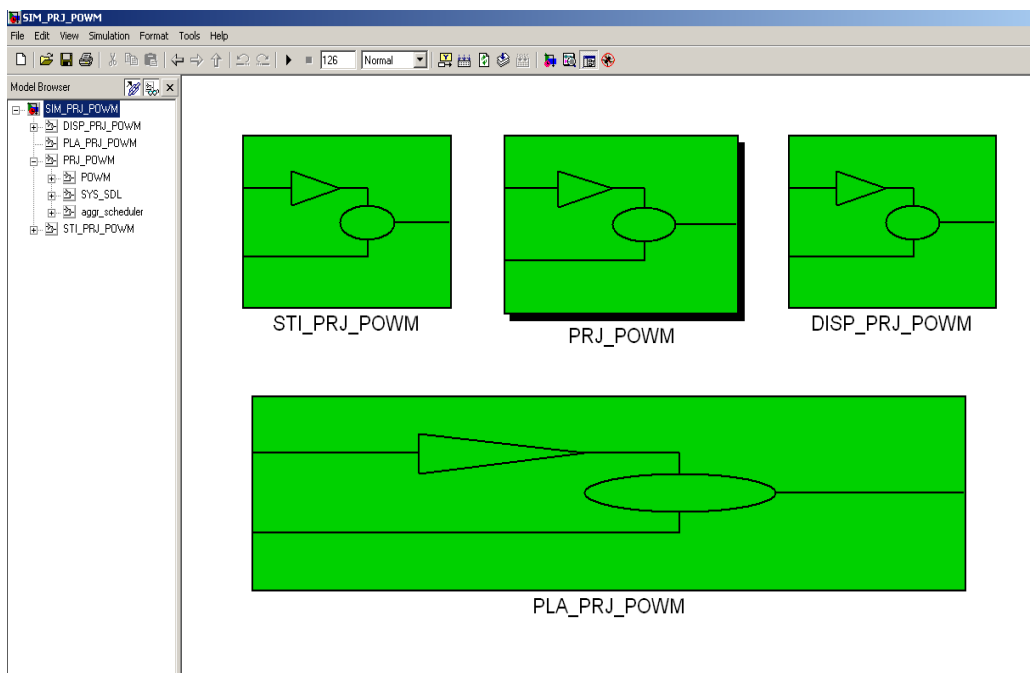 SIM_PRJ_POWM
File Edit View Simulation Format Tools Help
126 Normal
Model Browser
SIM_PRJ_POWM
DISP_PRJ_POWM
PLA_PRJ_POWM
PRJ_POWM
POWM
SYS_SDL
aggr_scheduler
STI_PRJ_POWM
STI_PRJ_POWM
PRJ_POWM
DISP_PRJ_POWM
PLA_PRJ_POWM